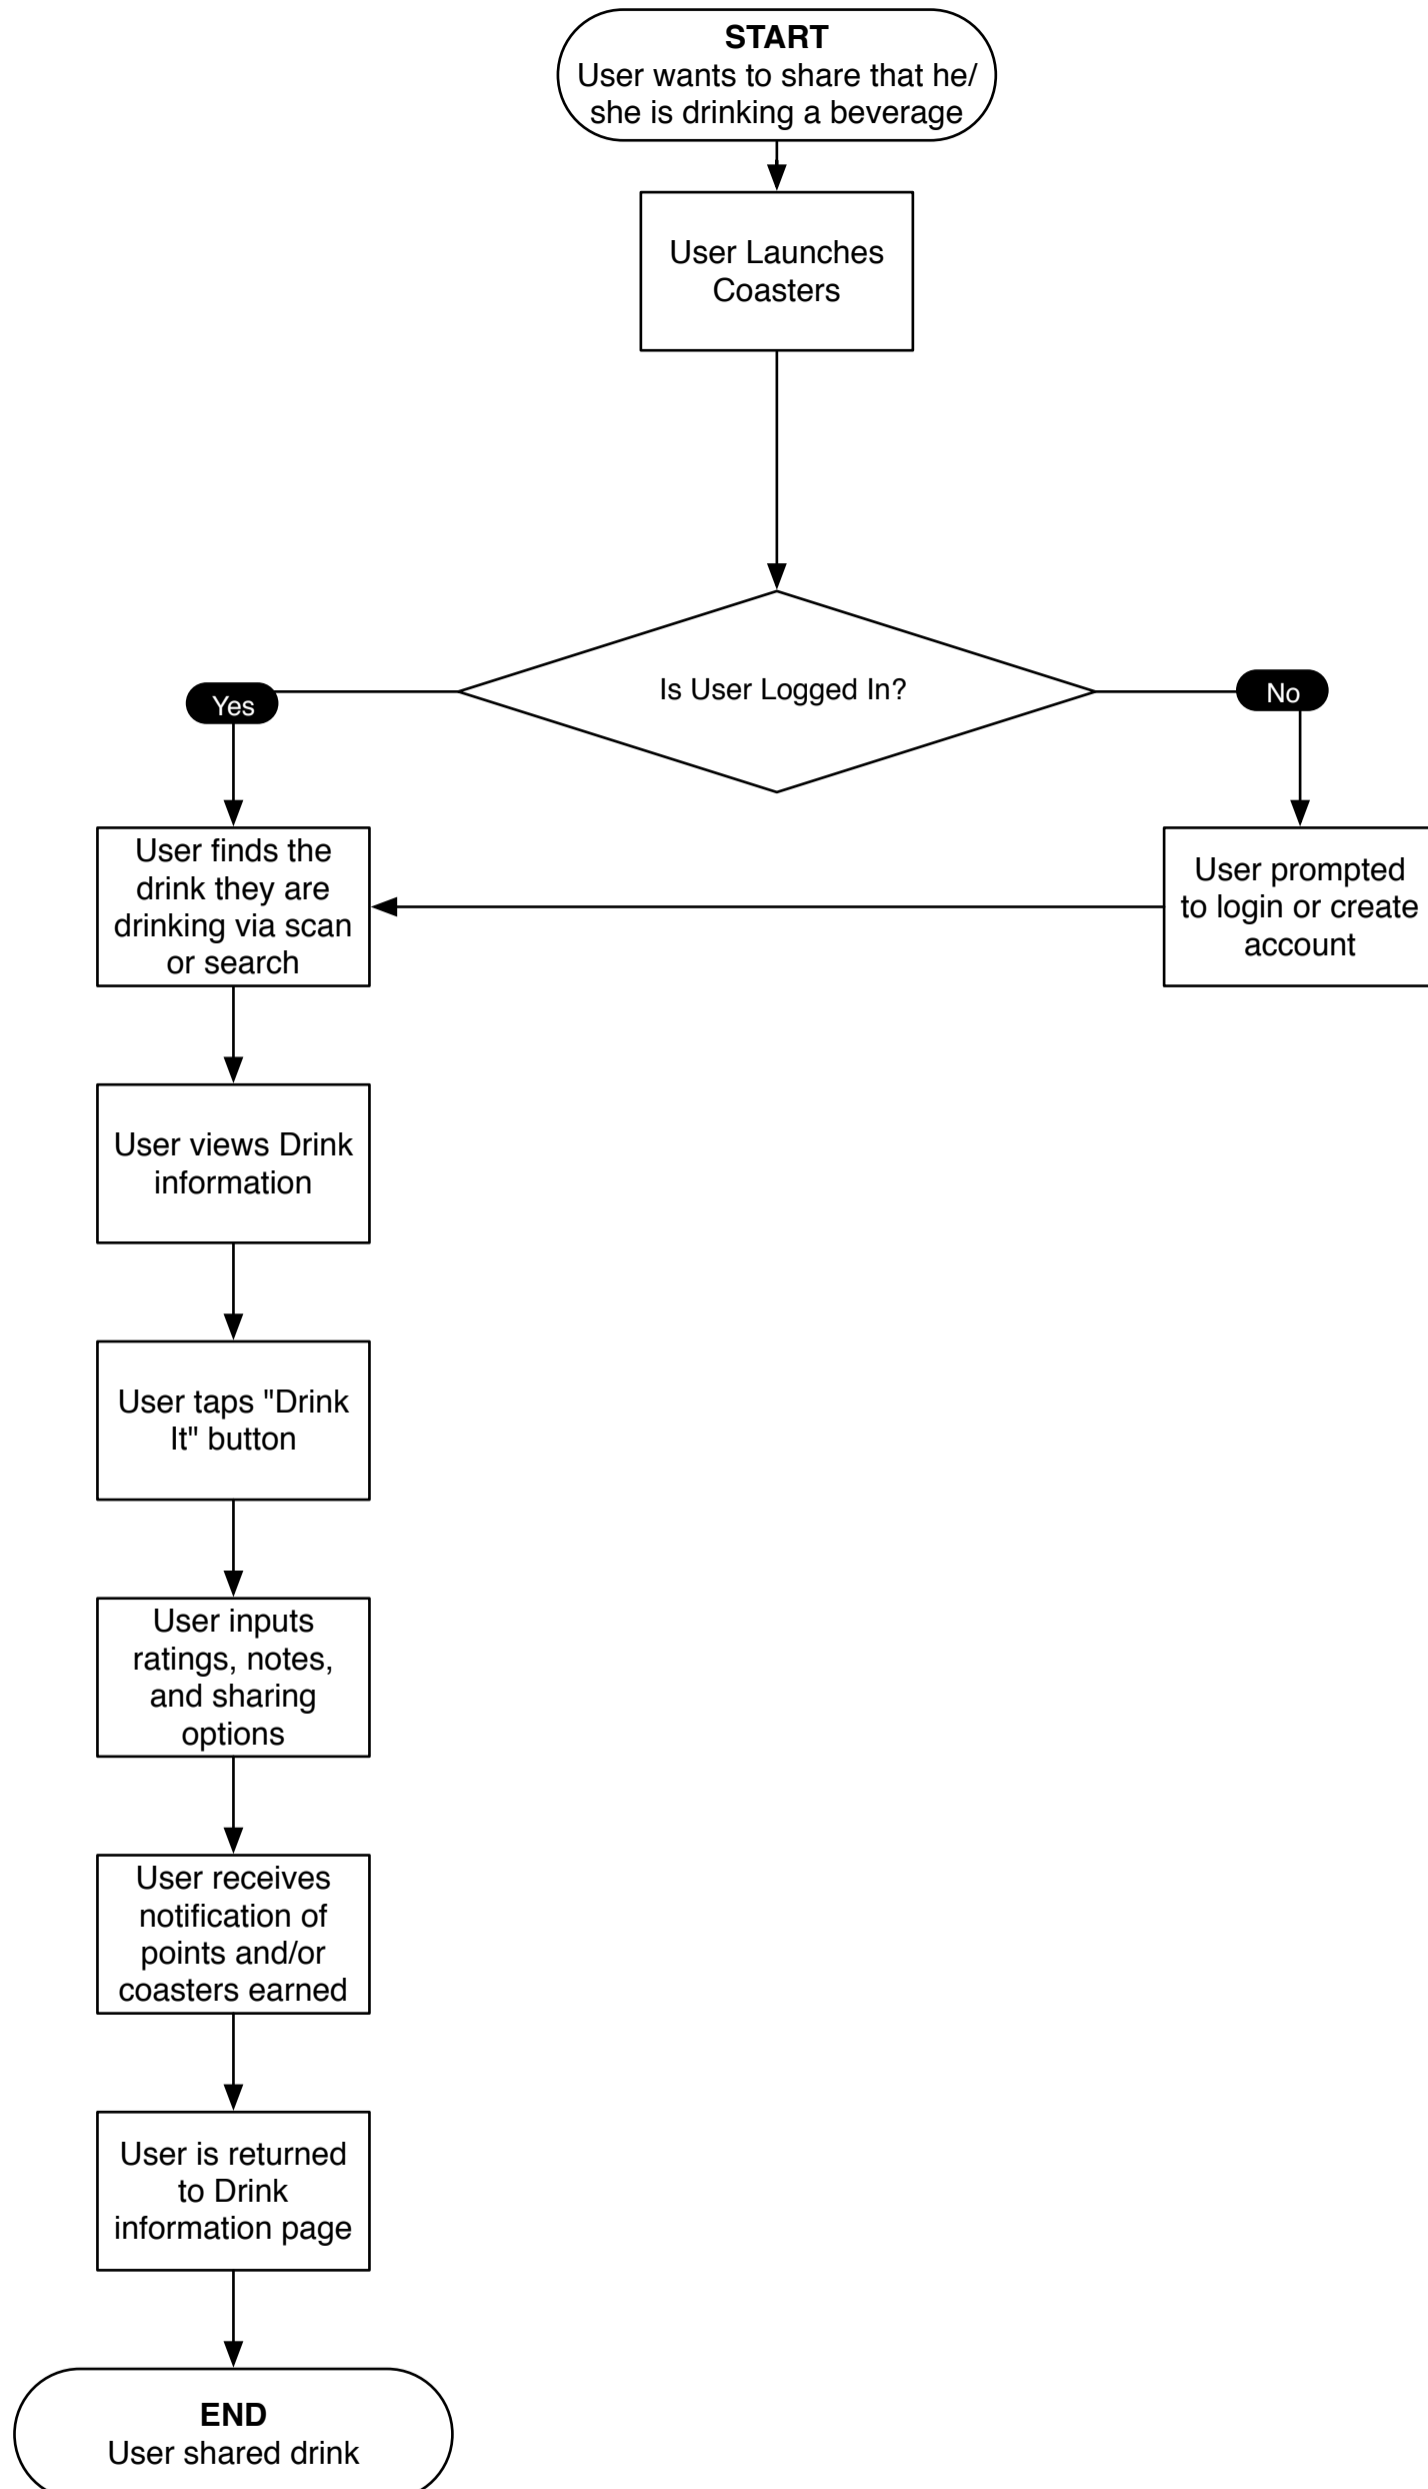 START
User wants to share that he/
she is drinking a beverage
User Launches
Coasters
Is User Logged In?
Yes
No
User finds the
drink they are
drinking via scan
or search
User prompted
to login or create
account
User views Drink
information
User taps "Drink
It" button
User inputs
ratings, notes,
and sharing
options
User receives
notification of
points and/or
coasters earned
User is returned
to Drink
information page
END
User shared drink